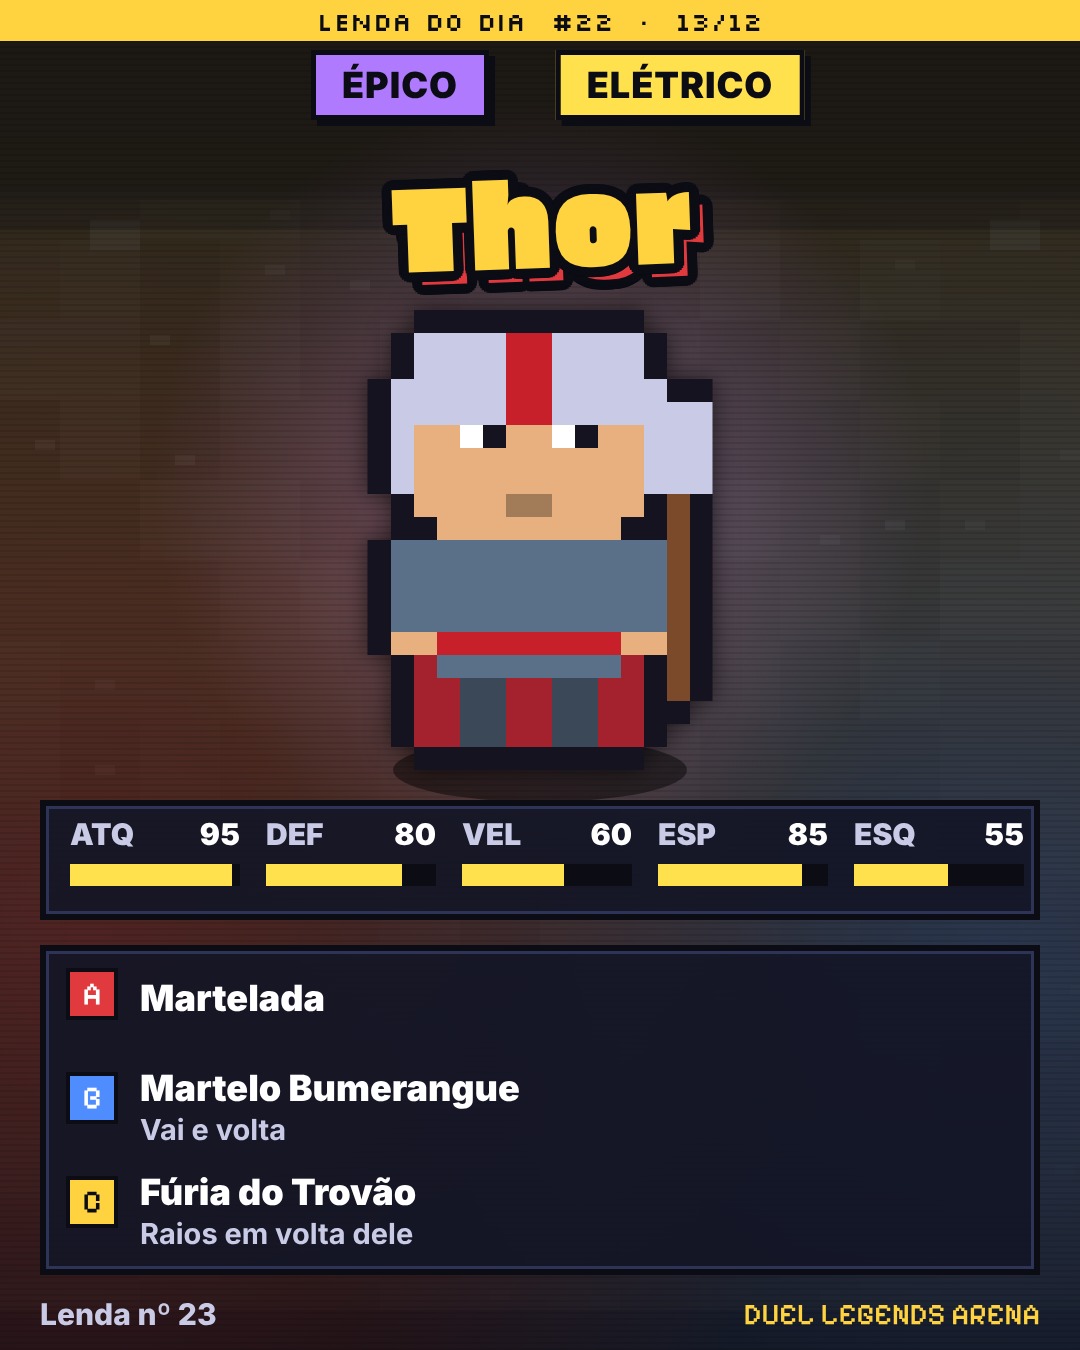 LENDA DO DIA #22 · 13/12
ÉPICO ELÉTRICO
Thor
ATQ 95 DEF 80 VEL 60 ESP 85 ESQ 55
A Martelada
B Martelo Bumerangue
Vai e volta
C Fúria do Trovão
Raios em volta dele
Lenda nº 23 DUEL LEGENDS ARENA